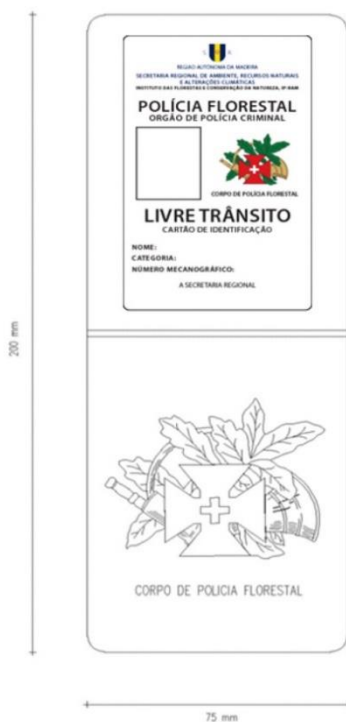 S. R.
REGIÃO AUTÓNOMA DA MADEIRA
SECRETARIA REGIONAL DE AMBIENTE, RECURSOS NATURAIS
E ALTERAÇÕES CLIMÁTICAS
INSTITUTO DAS FLORESTAS E CONSERVAÇÃO DA NATUREZA, IP-RAM
POLÍCIA FLORESTAL
ORGÃO DE POLÍCIA CRIMINAL
CORPO DE POLÍCIA FLORESTAL
LIVRE TRÂNSITO
CARTÃO DE IDENTIFICAÇÃO
NOME:
CATEGORIA:
NÚMERO MECANOGRÁFICO:
A SECRETARIA REGIONAL
200 mm
CORPO DE POLICIA FLORESTAL
75 mm